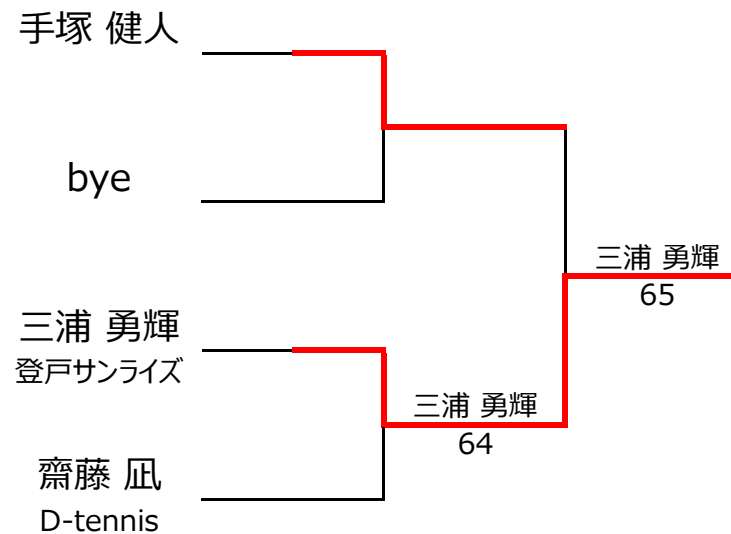 手塚 健人
bye
三浦 勇輝
65
三浦 勇輝
登戸サンライズ
三浦 勇輝
64
齋藤 凪
D-tennis